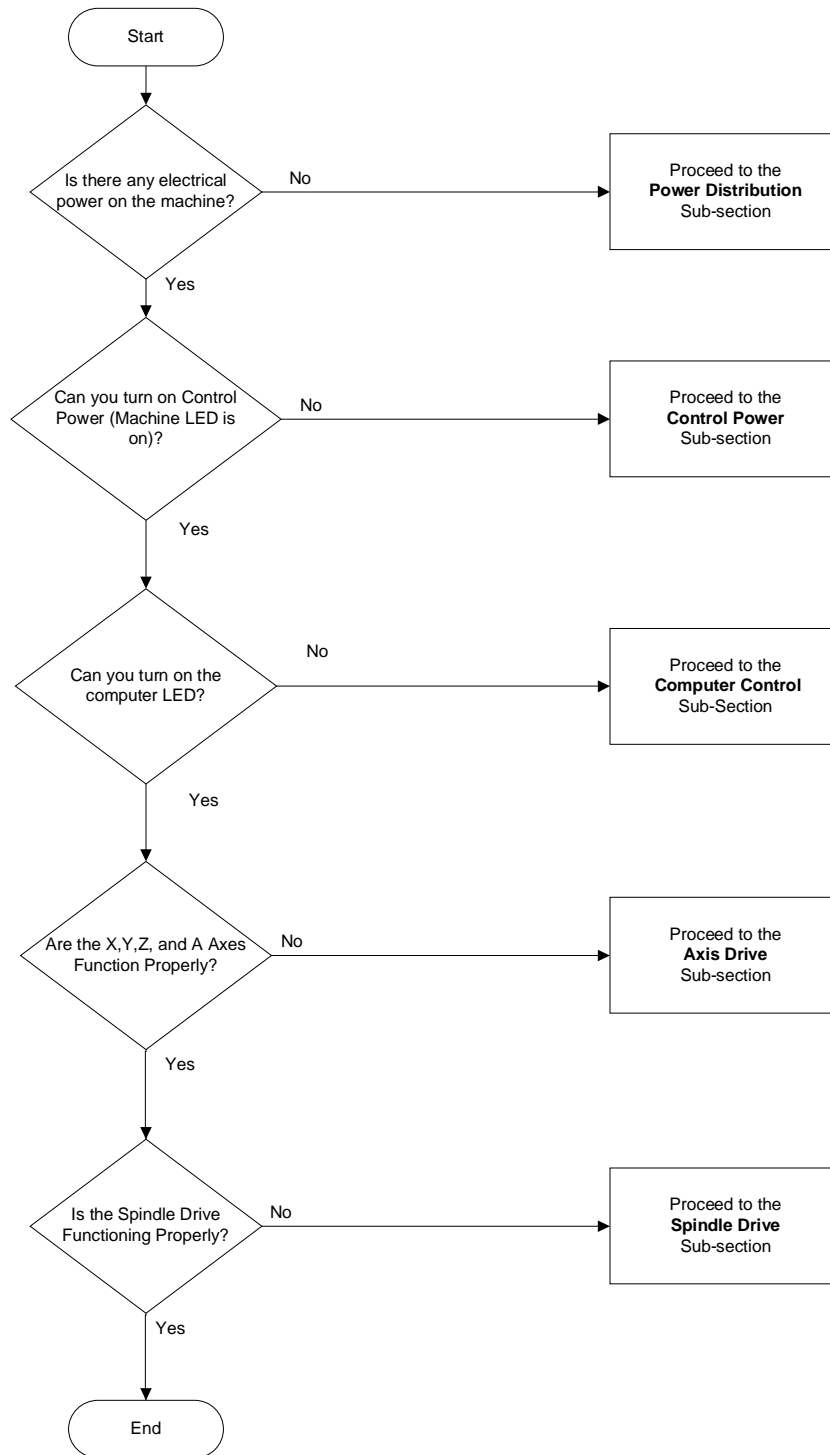 Start
Is there any electrical
power on the machine?
No
Proceed to the
Power Distribution
Sub-section
Yes
Can you turn on Control
Power (Machine LED is
on)?
No
Proceed to the
Control Power
Sub-section
Yes
Can you turn on the
computer LED?
No
Proceed to the
Computer Control
Sub-Section
Yes
Are the X,Y,Z, and A Axes
Function Properly?
No
Proceed to the
Axis Drive
Sub-section
Yes
Is the Spindle Drive
Functioning Properly?
No
Proceed to the
Spindle Drive
Sub-section
Yes
End